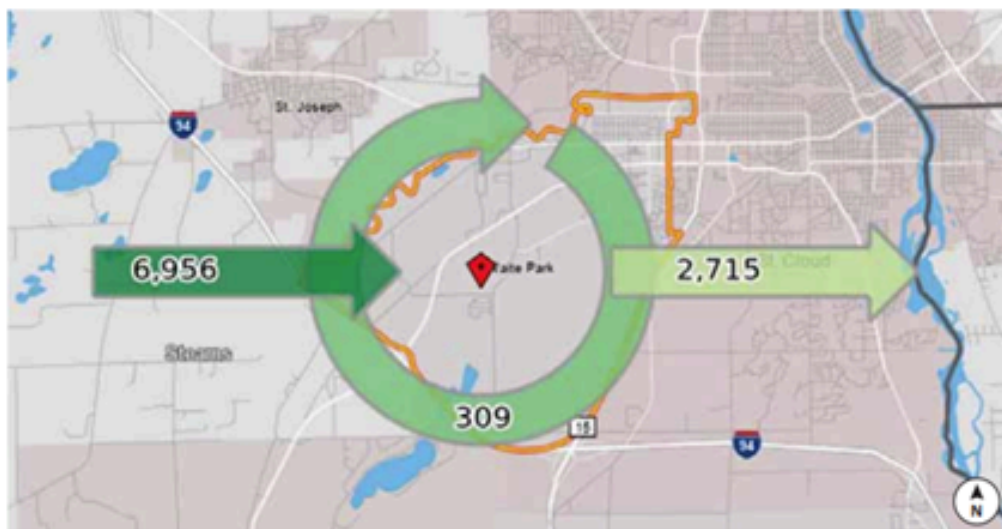 St. Joseph
94
6,956
Waite Park
2,715
St. Cloud
Stearns
309
15
94
N